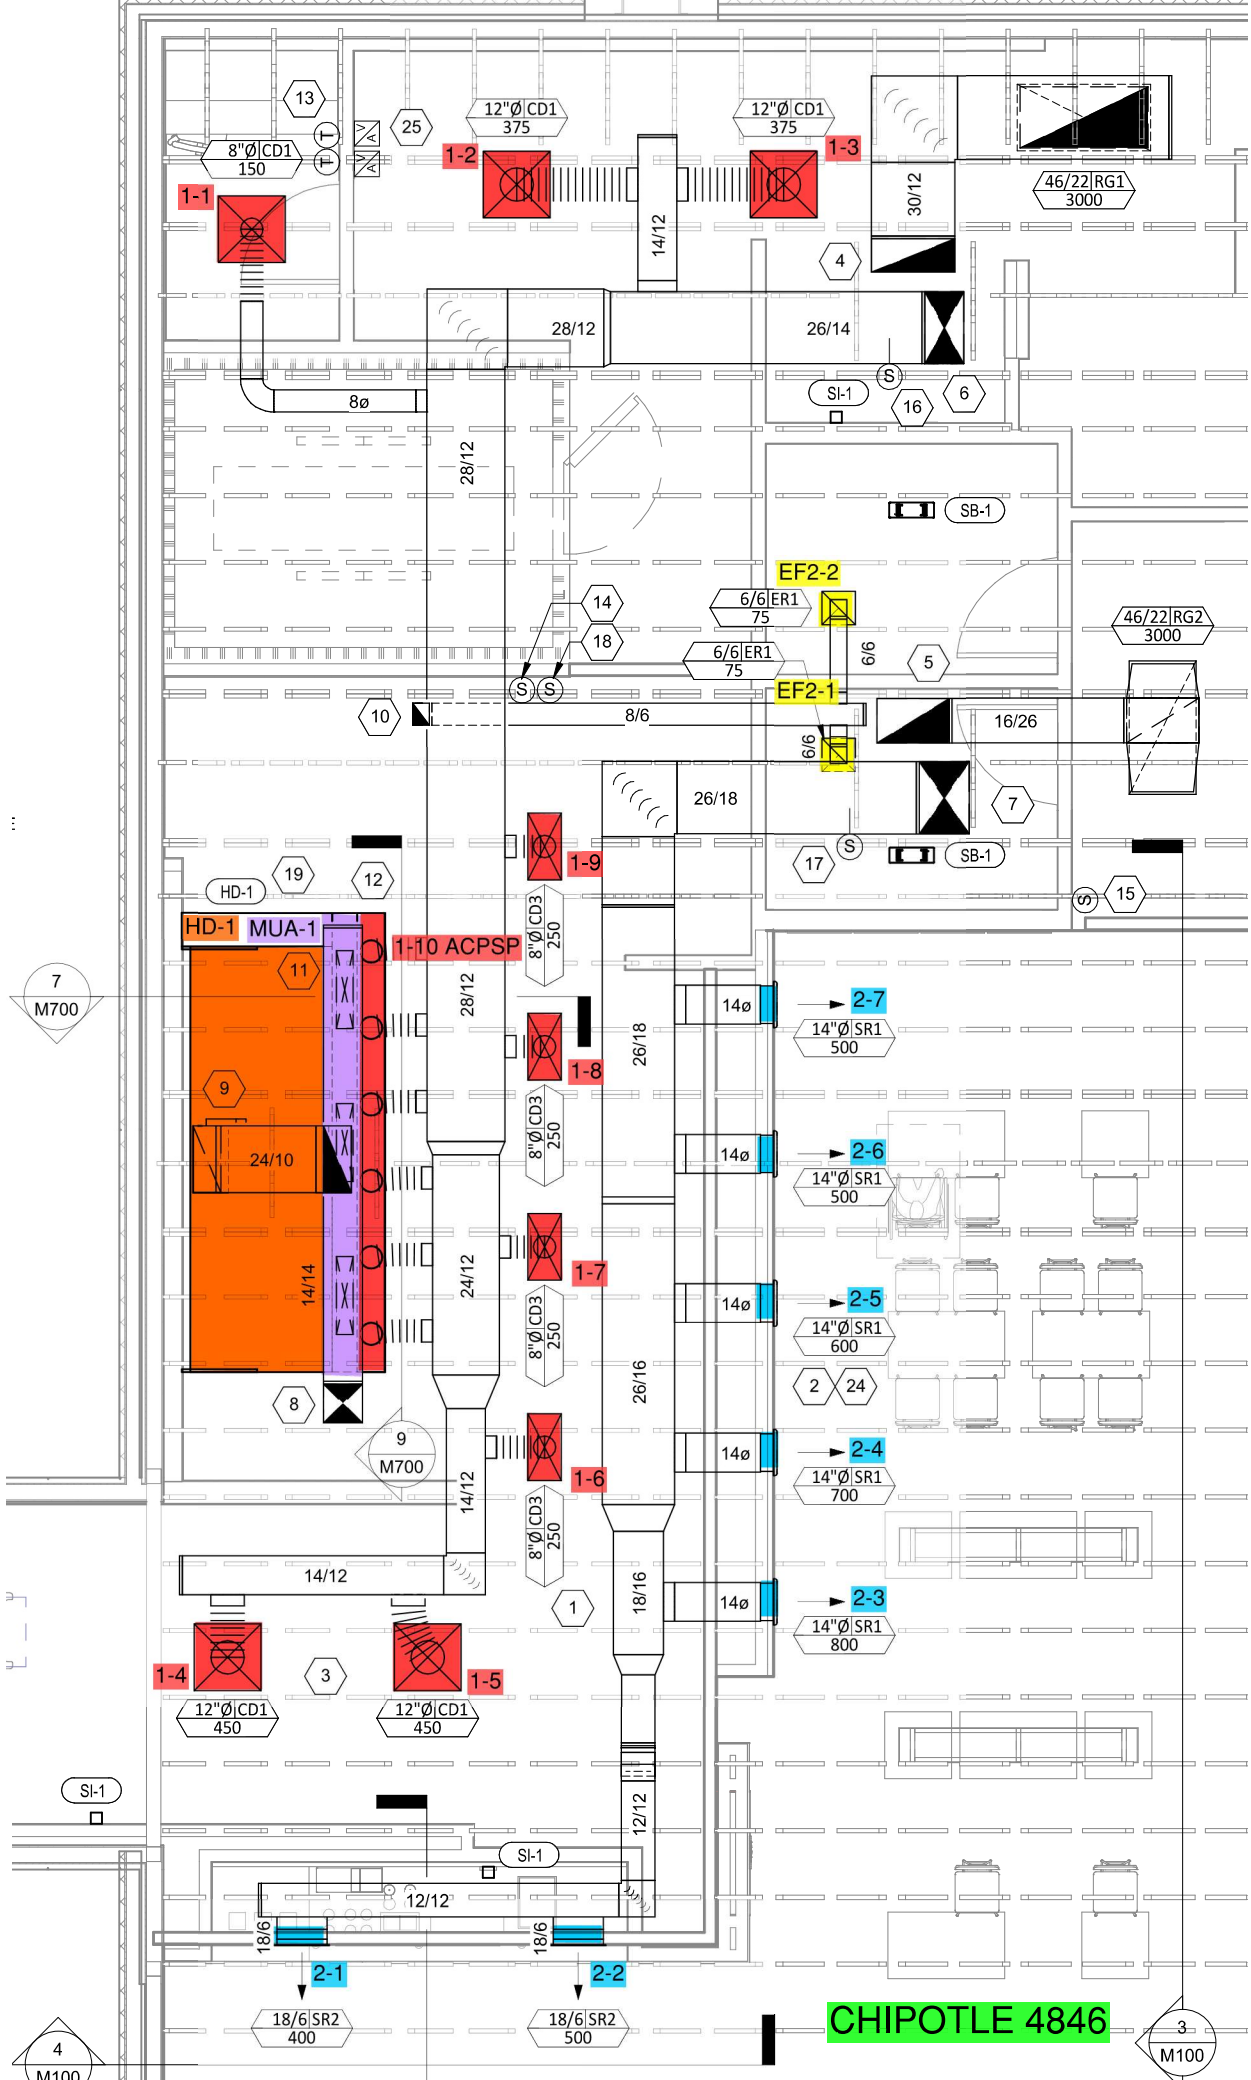 13
25
12"Ø CD1
375
12"Ø CD1
375
8"Ø CD1
150
T
T
V
A
V
A
1-1
1-2
1-3
14/12
30/12
46/22 RG1
3000
4
28/12
26/14
S
SI-1
16
6
8ø
28/12
SB-1
EF2-2
6/6 ER1
75
14
18
6/6 ER1
75
6/6
5
46/22 RG2
3000
S
S
EF2-1
10
8/6
6/6
16/26
26/18
7
S
17
SB-1
S
15
19
12
HD-1
1-9
8"Ø CD3
250
HD-1
MUA-1
1-10 ACPSP
11
28/12
7
M700
26/18
14ø
2-7
14"Ø SR1
500
1-8
8"Ø CD3
250
9
24/10
14ø
2-6
14"Ø SR1
500
14/14
24/12
1-7
8"Ø CD3
250
14ø
2-5
14"Ø SR1
600
26/16
2
24
8
9
M700
14/12
1-6
8"Ø CD3
250
14ø
2-4
14"Ø SR1
700
14/12
1
18/16
14ø
2-3
14"Ø SR1
800
1-4
3
1-5
12"Ø CD1
450
12"Ø CD1
450
SI-1
12/12
SI-1
12/12
18/6
18/6
2-1
2-2
18/6 SR2
400
18/6 SR2
500
CHIPOTLE 4846
3
M100
4
M100